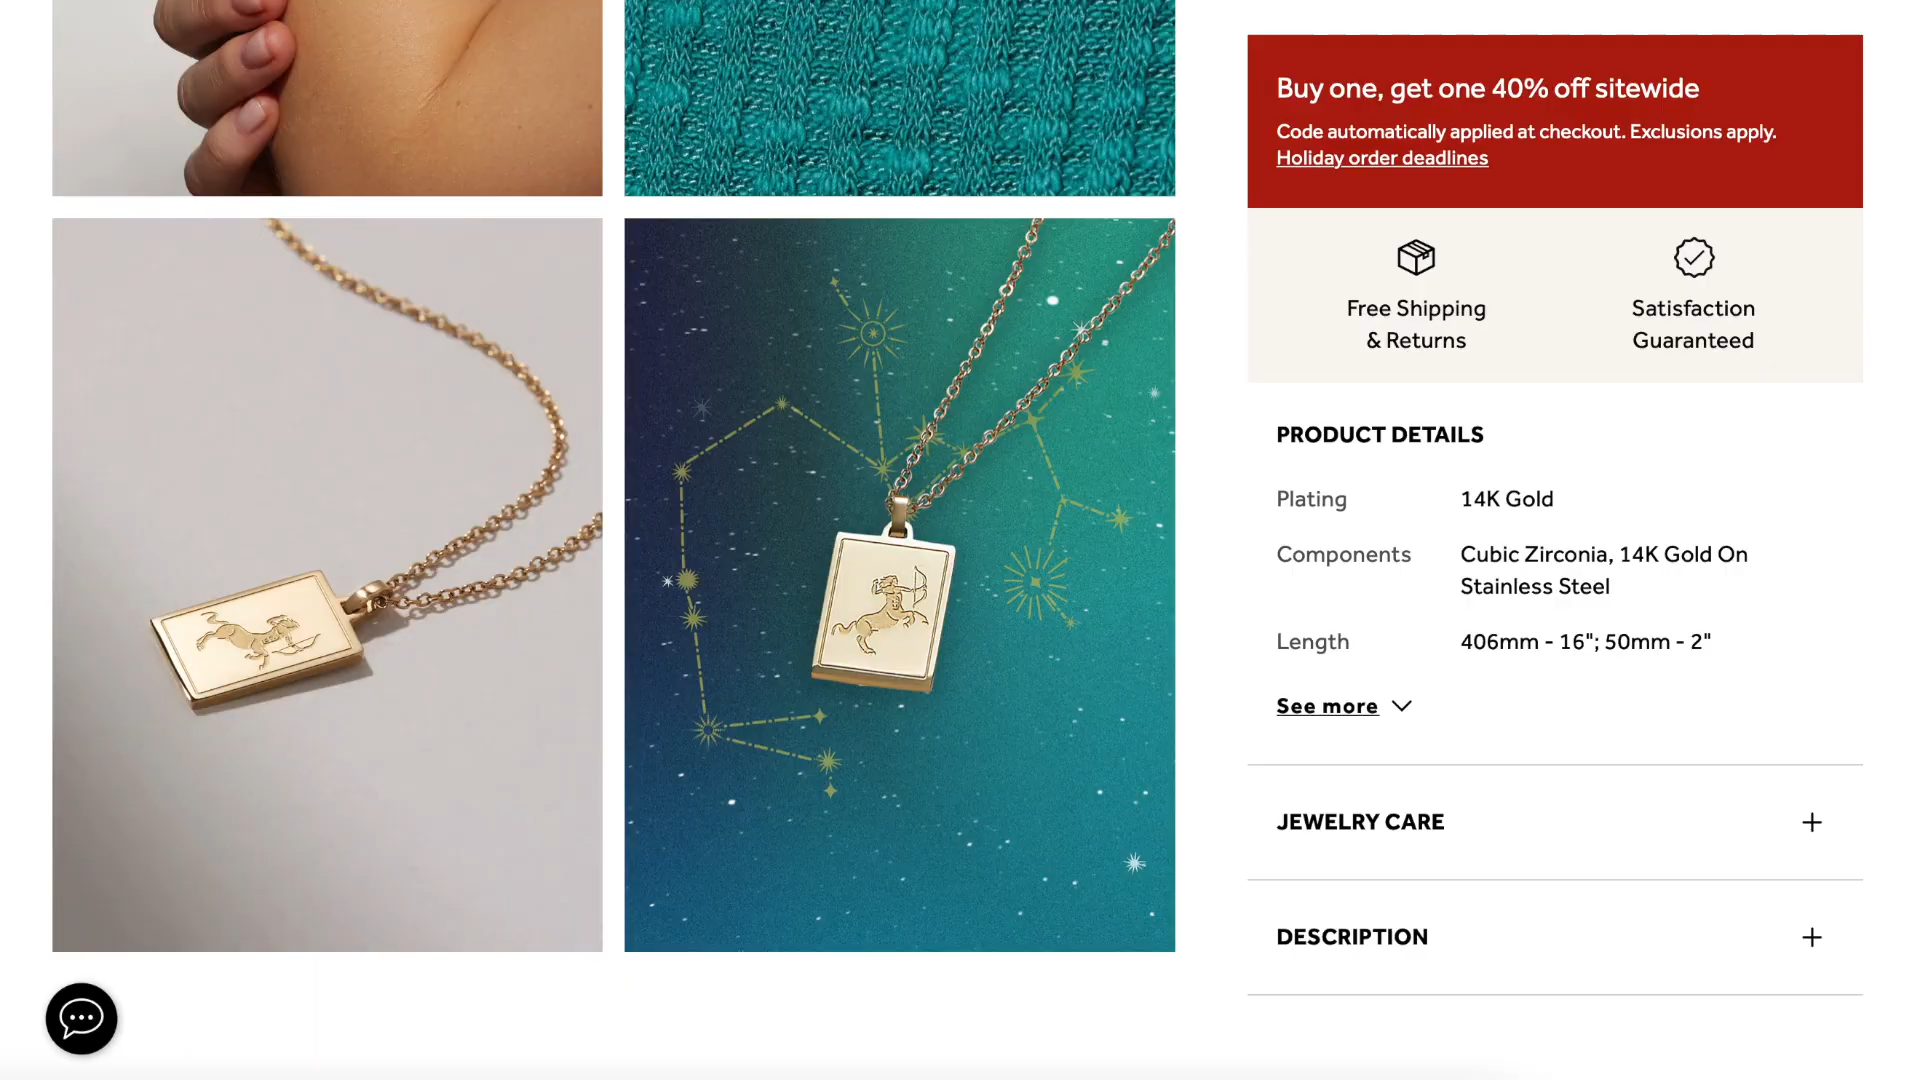 Buy one, get one 40% off sitewide
Code automatically applied at checkout. Exclusions apply.
Holiday order deadlines
Free Shipping
& Returns
Satisfaction
Guaranteed
PRODUCT DETAILS
Plating 14K Gold
Components Cubic Zirconia, 14K Gold On
Stainless Steel
Length 406mm - 16"; 50mm - 2"
See more
JEWELRY CARE
DESCRIPTION